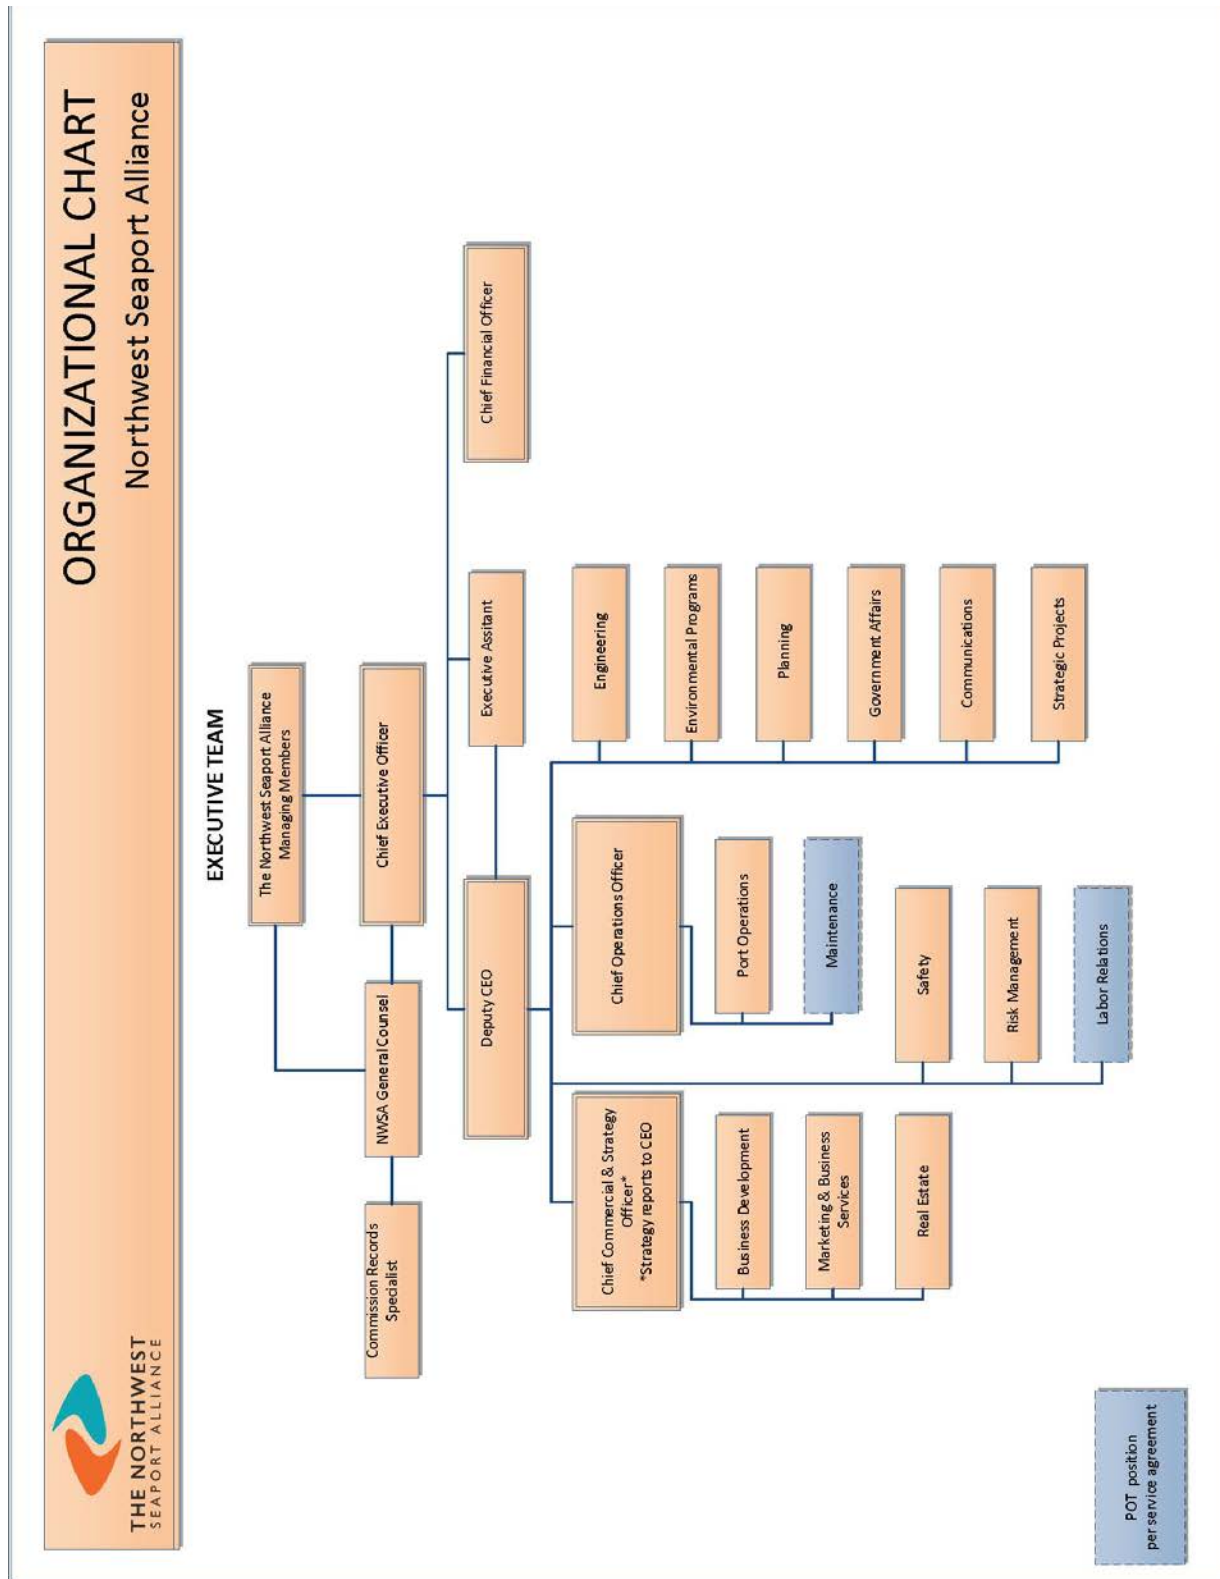 ORGANIZATIONAL CHART
Northwest Seaport Alliance
THE NORTHWEST
SEAPORT ALLIANCE
EXECUTIVE TEAM
The Northwest Seaport Alliance
Managing Members
Commission Records
Specialist
NWSA General Counsel
Chief Executive Officer
Deputy CEO
Executive Assitant
Chief Financial Officer
Chief Commercial & Strategy
Officer*
*Strategy reports to CEO
Business Development
Marketing & Business
Services
Real Estate
Chief Operations Officer
Port Operations
Maintenance
Safety
Risk Management
Labor Relations
Engineering
Environmental Programs
Planning
Government Affairs
Communications
Strategic Projects
POT position
per service agreement